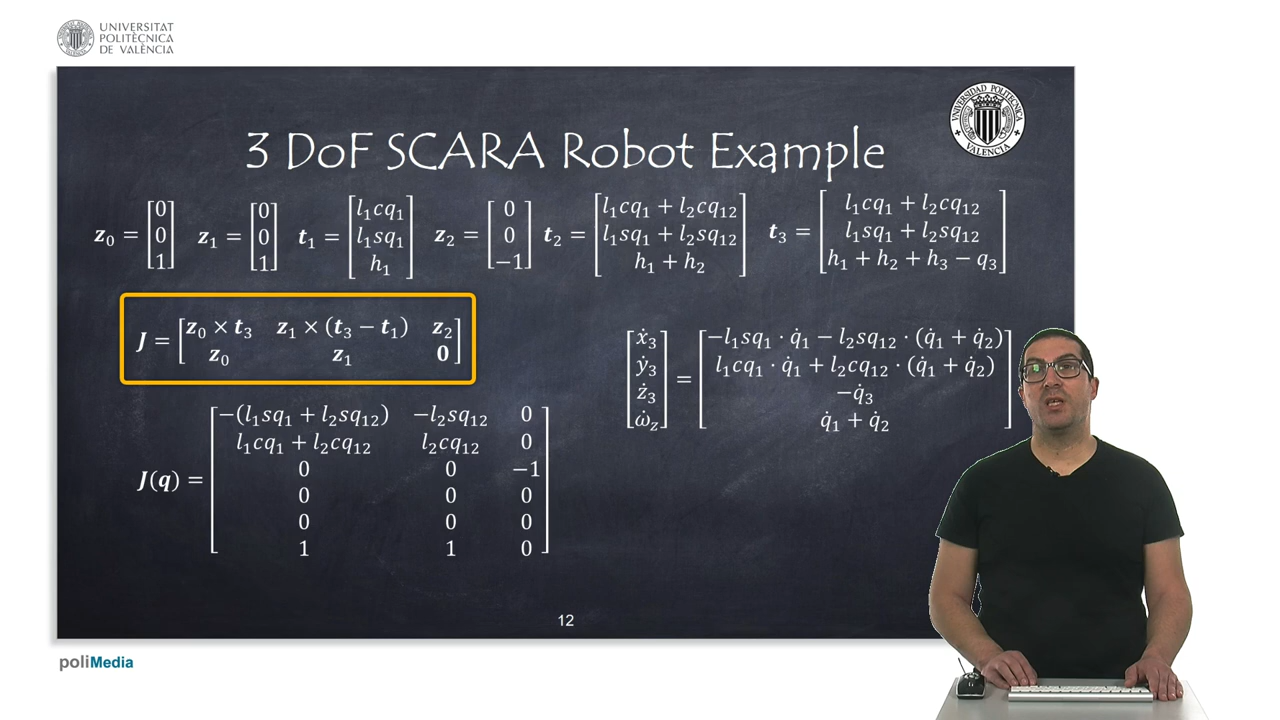 UNIVERSITAT
POLITÈCNICA
DE VALÈNCIA
UNIVERSIDAD POLITECNICA
VALENCIA
3 DoF SCARA Robot Example
z₀ = [0 0 1] z₁ = [0 0 1] t₁ = [l₁cq₁ l₁sq₁ h₁] z₂ = [0 0 −1] t₂ = [l₁cq₁ + l₂cq₁₂ l₁sq₁ + l₂sq₁₂ h₁ + h₂] t₃ = [l₁cq₁ + l₂cq₁₂ l₁sq₁ + l₂sq₁₂ h₁ + h₂ + h₃ − q₃]
J = [z₀ × t₃ z₁ × (t₃ − t₁) z₂
z₀ z₁ 0]
[ẋ₃ ẏ₃ ż₃ ω̇z] = [−l₁sq₁ · q̇₁ − l₂sq₁₂ · (q̇₁ + q̇₂)
l₁cq₁ · q̇₁ + l₂cq₁₂ · (q̇₁ + q̇₂)
−q̇₃
q̇₁ + q̇₂]
J(q) = [−(l₁sq₁ + l₂sq₁₂) −l₂sq₁₂ 0
l₁cq₁ + l₂cq₁₂ l₂cq₁₂ 0
0 0 −1
0 0 0
0 0 0
1 1 0]
12
poliMedia